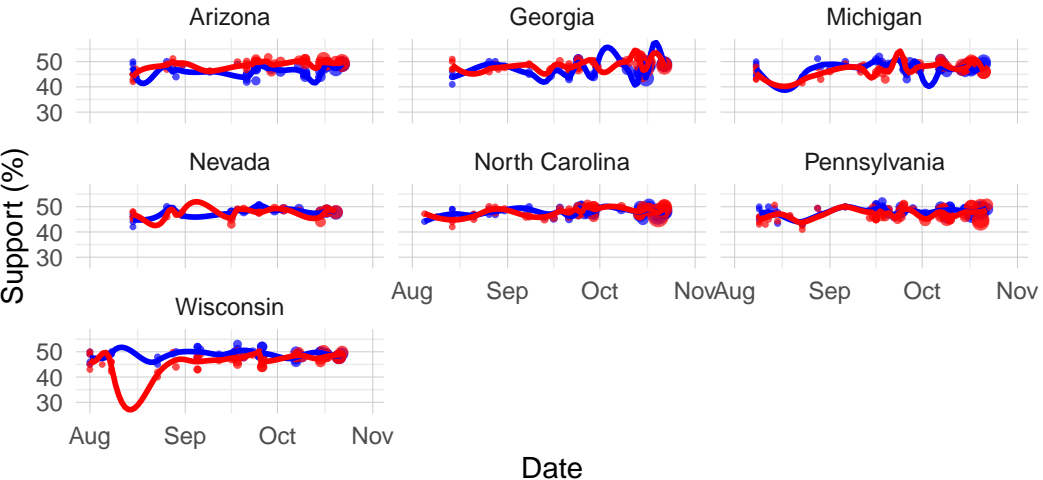 Arizona
Georgia
Michigan
50
40
30
Nevada
North Carolina
Pennsylvania
50
40
30
Aug Sep Oct Nov
Aug Sep Oct Nov
Wisconsin
50
40
30
Aug Sep Oct Nov
Support (%)
Date